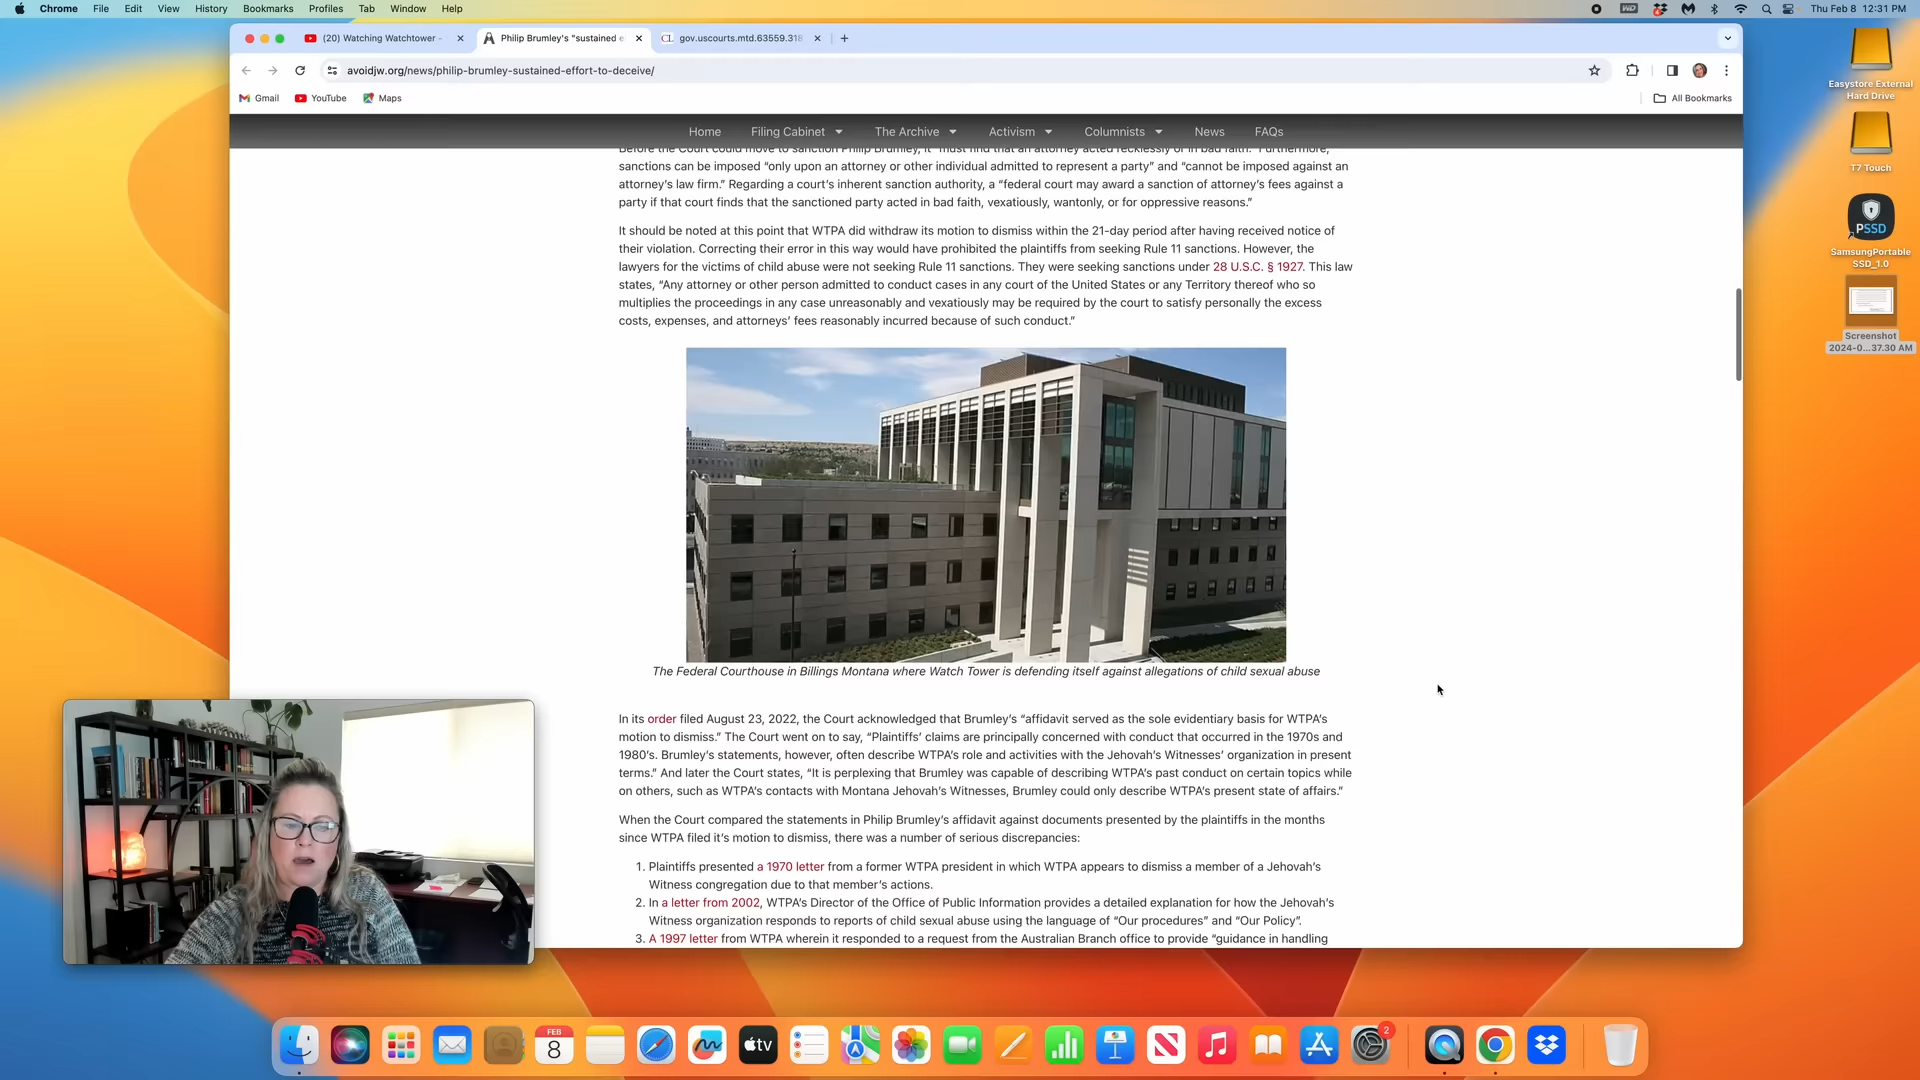 Chrome File Edit View History Bookmarks Profiles Tab Window Help
Thu Feb 8 12:31 PM
(20) Watching Watchtower -
Philip Brumley's "sustained e
gov.uscourts.mtd.63559.318
avoidjw.org/news/philip-brumley-sustained-effort-to-deceive/
Gmail YouTube Maps
All Bookmarks
Home Filing Cabinet The Archive Activism Columnists News FAQs
sanctions can be imposed “only upon an attorney or other individual admitted to represent a party” and “cannot be imposed against an
attorney’s law firm.” Regarding a court’s inherent sanction authority, a “federal court may award a sanction of attorney’s fees against a
party if that court finds that the sanctioned party acted in bad faith, vexatiously, wantonly, or for oppressive reasons.”
It should be noted at this point that WTPA did withdraw its motion to dismiss within the 21-day period after having received notice of
their violation. Correcting their error in this way would have prohibited the plaintiffs from seeking Rule 11 sanctions. However, the
lawyers for the victims of child abuse were not seeking Rule 11 sanctions. They were seeking sanctions under 28 U.S.C. § 1927. This law
states, “Any attorney or other person admitted to conduct cases in any court of the United States or any Territory thereof who so
multiplies the proceedings in any case unreasonably and vexatiously may be required by the court to satisfy personally the excess
costs, expenses, and attorneys’ fees reasonably incurred because of such conduct.”
The Federal Courthouse in Billings Montana where Watch Tower is defending itself against allegations of child sexual abuse
In its order filed August 23, 2022, the Court acknowledged that Brumley’s “affidavit served as the sole evidentiary basis for WTPA’s
motion to dismiss.” The Court went on to say, “Plaintiffs’ claims are principally concerned with conduct that occurred in the 1970s and
1980’s. Brumley’s statements, however, often describe WTPA’s role and activities with the Jehovah’s Witnesses’ organization in present
terms.” And later the Court states, “It is perplexing that Brumley was capable of describing WTPA’s past conduct on certain topics while
on others, such as WTPA’s contacts with Montana Jehovah’s Witnesses, Brumley could only describe WTPA’s present state of affairs.”
When the Court compared the statements in Philip Brumley’s affidavit against documents presented by the plaintiffs in the months
since WTPA filed it’s motion to dismiss, there was a number of serious discrepancies:
1. Plaintiffs presented a 1970 letter from a former WTPA president in which WTPA appears to dismiss a member of a Jehovah’s
Witness congregation due to that member’s actions.
2. In a letter from 2002, WTPA’s Director of the Office of Public Information provides a detailed explanation for how the Jehovah’s
Witness organization responds to reports of child sexual abuse using the language of “Our procedures” and “Our Policy”.
3. A 1997 letter from WTPA wherein it responded to a request from the Australian Branch office to provide “guidance in handling
Easystore External
Hard Drive
T7 Touch
PSSD
SamsungPortable
SSD_1.0
Screenshot
2024-0...37.30 AM
FEB
8
tv
2